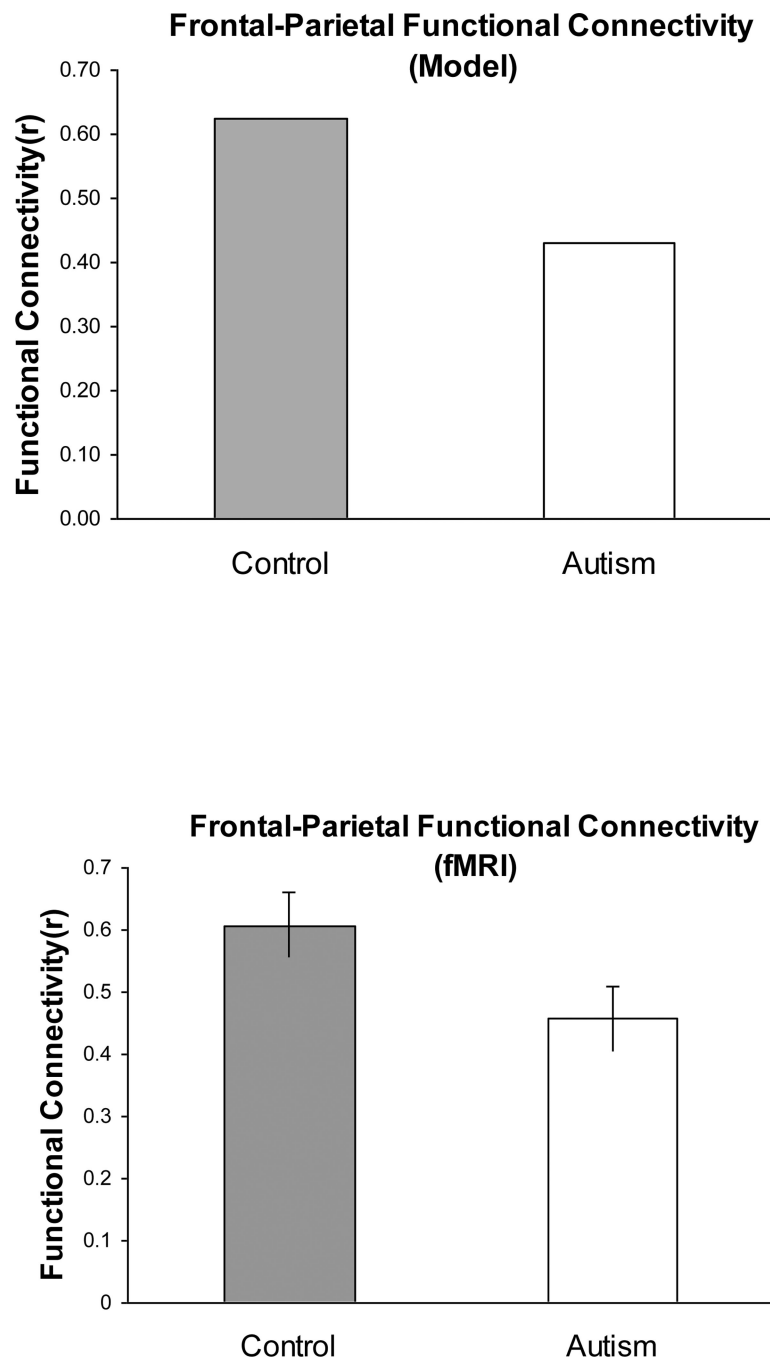 Frontal-Parietal Functional Connectivity
(Model)
Functional Connectivity(r)
0.70
0.60
0.50
0.40
0.30
0.20
0.10
0.00
Control
Autism
Frontal-Parietal Functional Connectivity
(fMRI)
Functional Connectivity(r)
0.7
0.6
0.5
0.4
0.3
0.2
0.1
0
Control
Autism